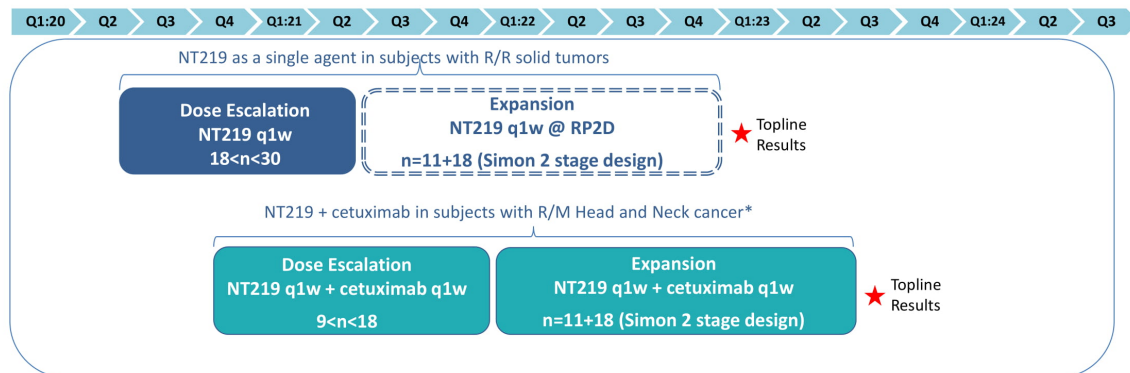 Q1:20 Q2 Q3 Q4 Q1:21 Q2 Q3 Q4 Q1:22 Q2 Q3 Q4 Q1:23 Q2 Q3 Q4 Q1:24 Q2 Q3
NT219 as a single agent in subjects with R/R solid tumors
Dose Escalation
NT219 q1w
18<n<30
Expansion
NT219 q1w @ RP2D
n=11+18 (Simon 2 stage design)
Topline
Results
NT219 + cetuximab in subjects with R/M Head and Neck cancer*
Dose Escalation
NT219 q1w + cetuximab q1w
9<n<18
Expansion
NT219 q1w + cetuximab q1w
n=11+18 (Simon 2 stage design)
Topline
Results